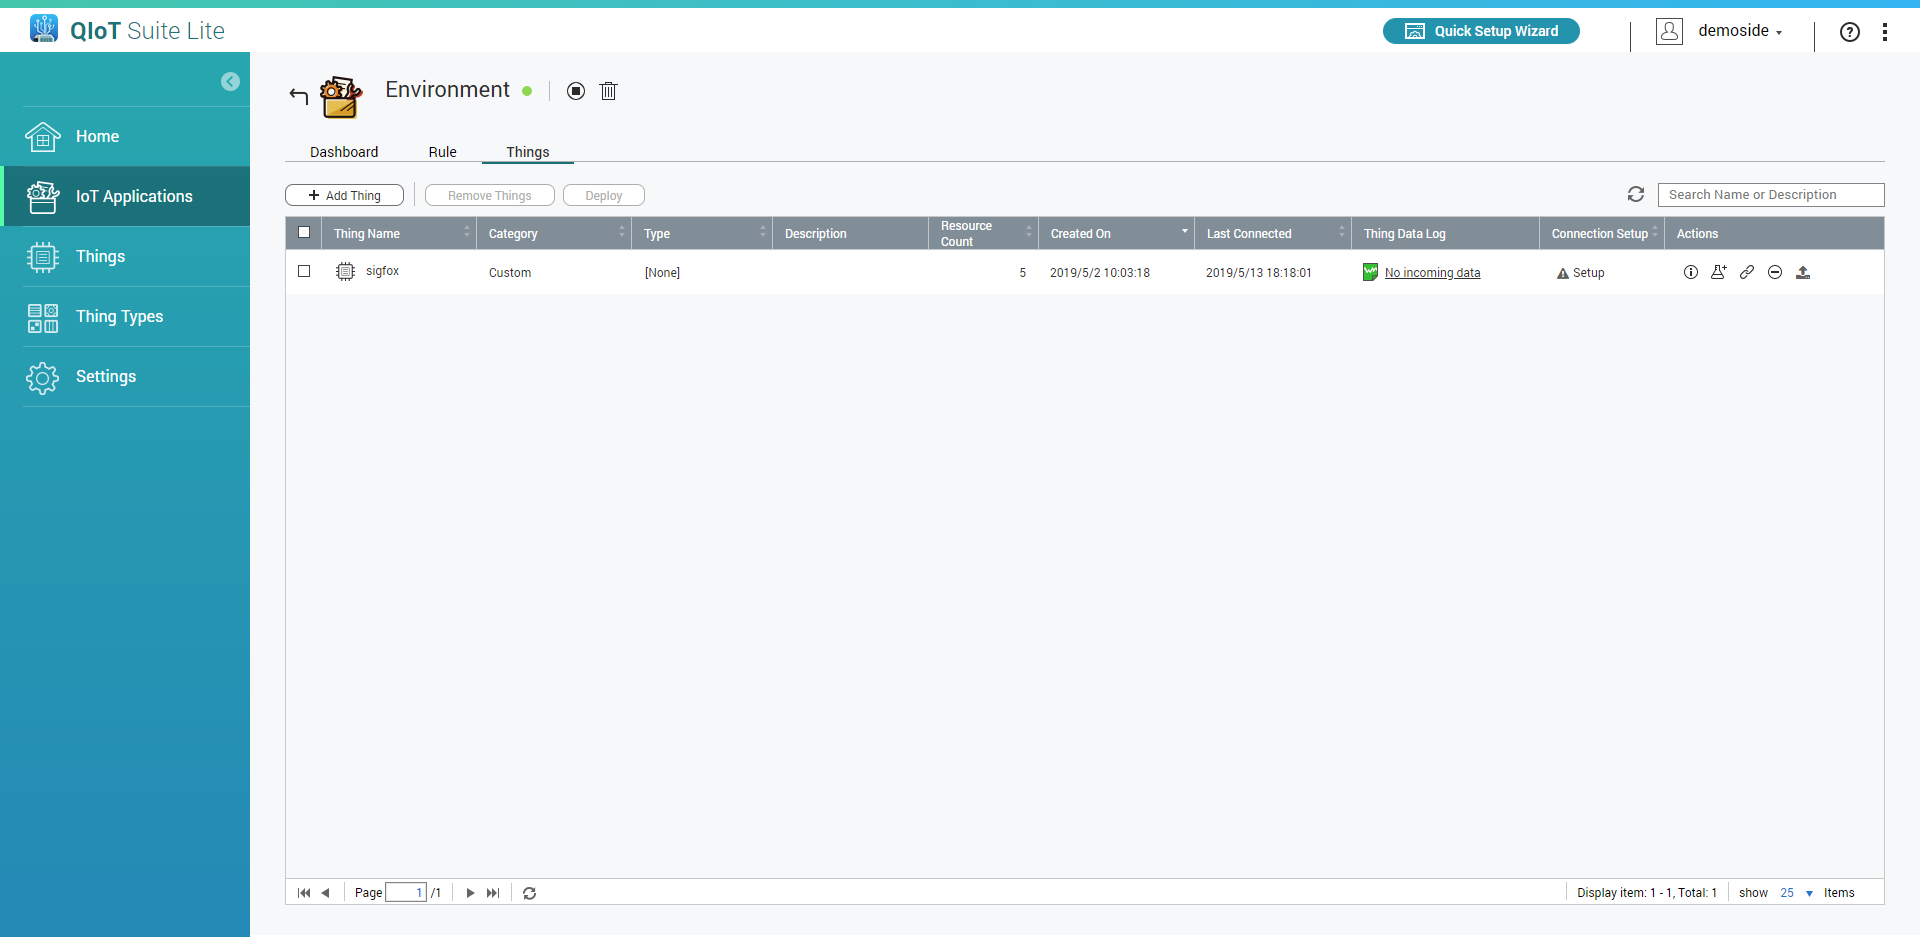 QIoT Suite Lite
Quick Setup Wizard
demoside
Home
IoT Applications
Things
Thing Types
Settings
Environment
Dashboard Rule Things
+ Add Thing Remove Things Deploy
Search Name or Description
Thing Name Category Type Description Resource Count Created On Last Connected Thing Data Log Connection Setup Actions
sigfox Custom [None] 5 2019/5/2 10:03:18 2019/5/13 18:18:01 No incoming data Setup
Page 1 /1
Display item: 1 - 1, Total: 1 show 25 Items